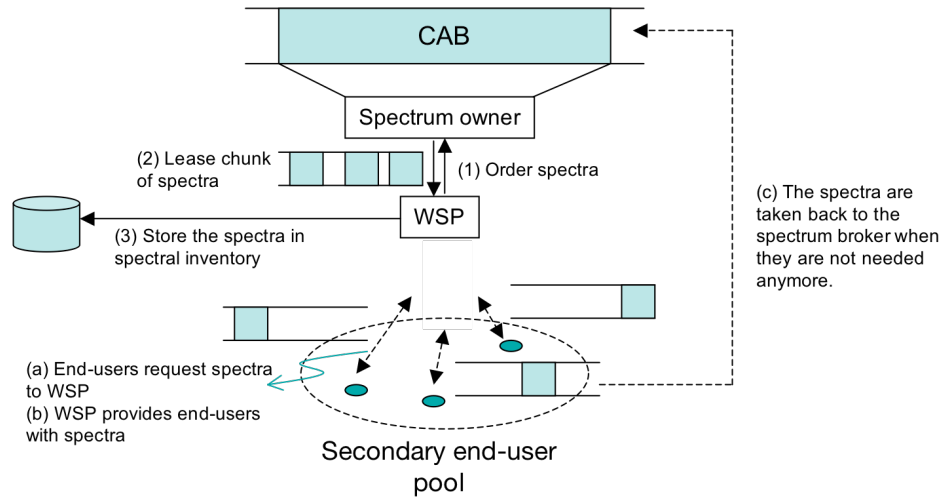 CAB
Spectrum owner
(2) Lease chunk
of spectra
(1) Order spectra
WSP
(3) Store the spectra in
spectral inventory
(c) The spectra are
taken back to the
spectrum broker when
they are not needed
anymore.
(a) End-users request spectra
to WSP
(b) WSP provides end-users
with spectra
Secondary end-user
pool